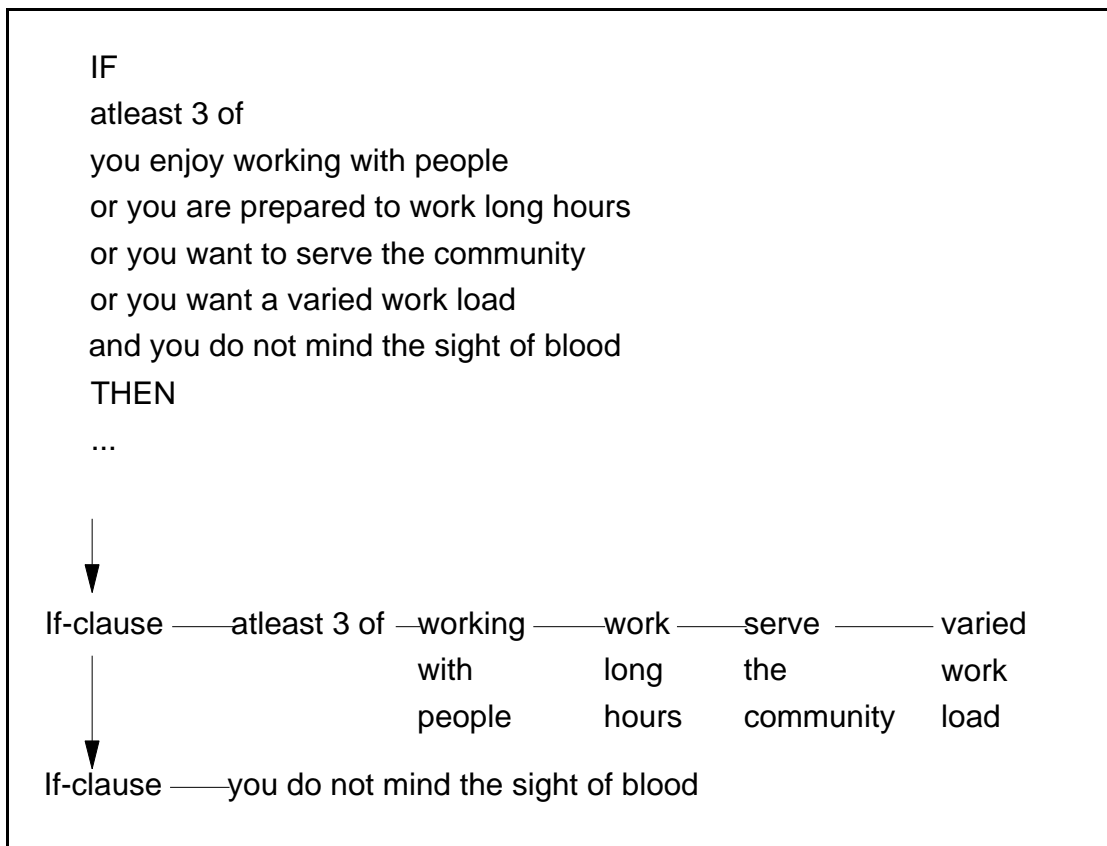 IF
atleast 3 of
you enjoy working with people
or you are prepared to work long hours
or you want to serve the community
or you want a varied work load
and you do not mind the sight of blood
THEN
...
If-clause atleast 3 of working work serve varied
with long the work
people hours community load
If-clause you do not mind the sight of blood